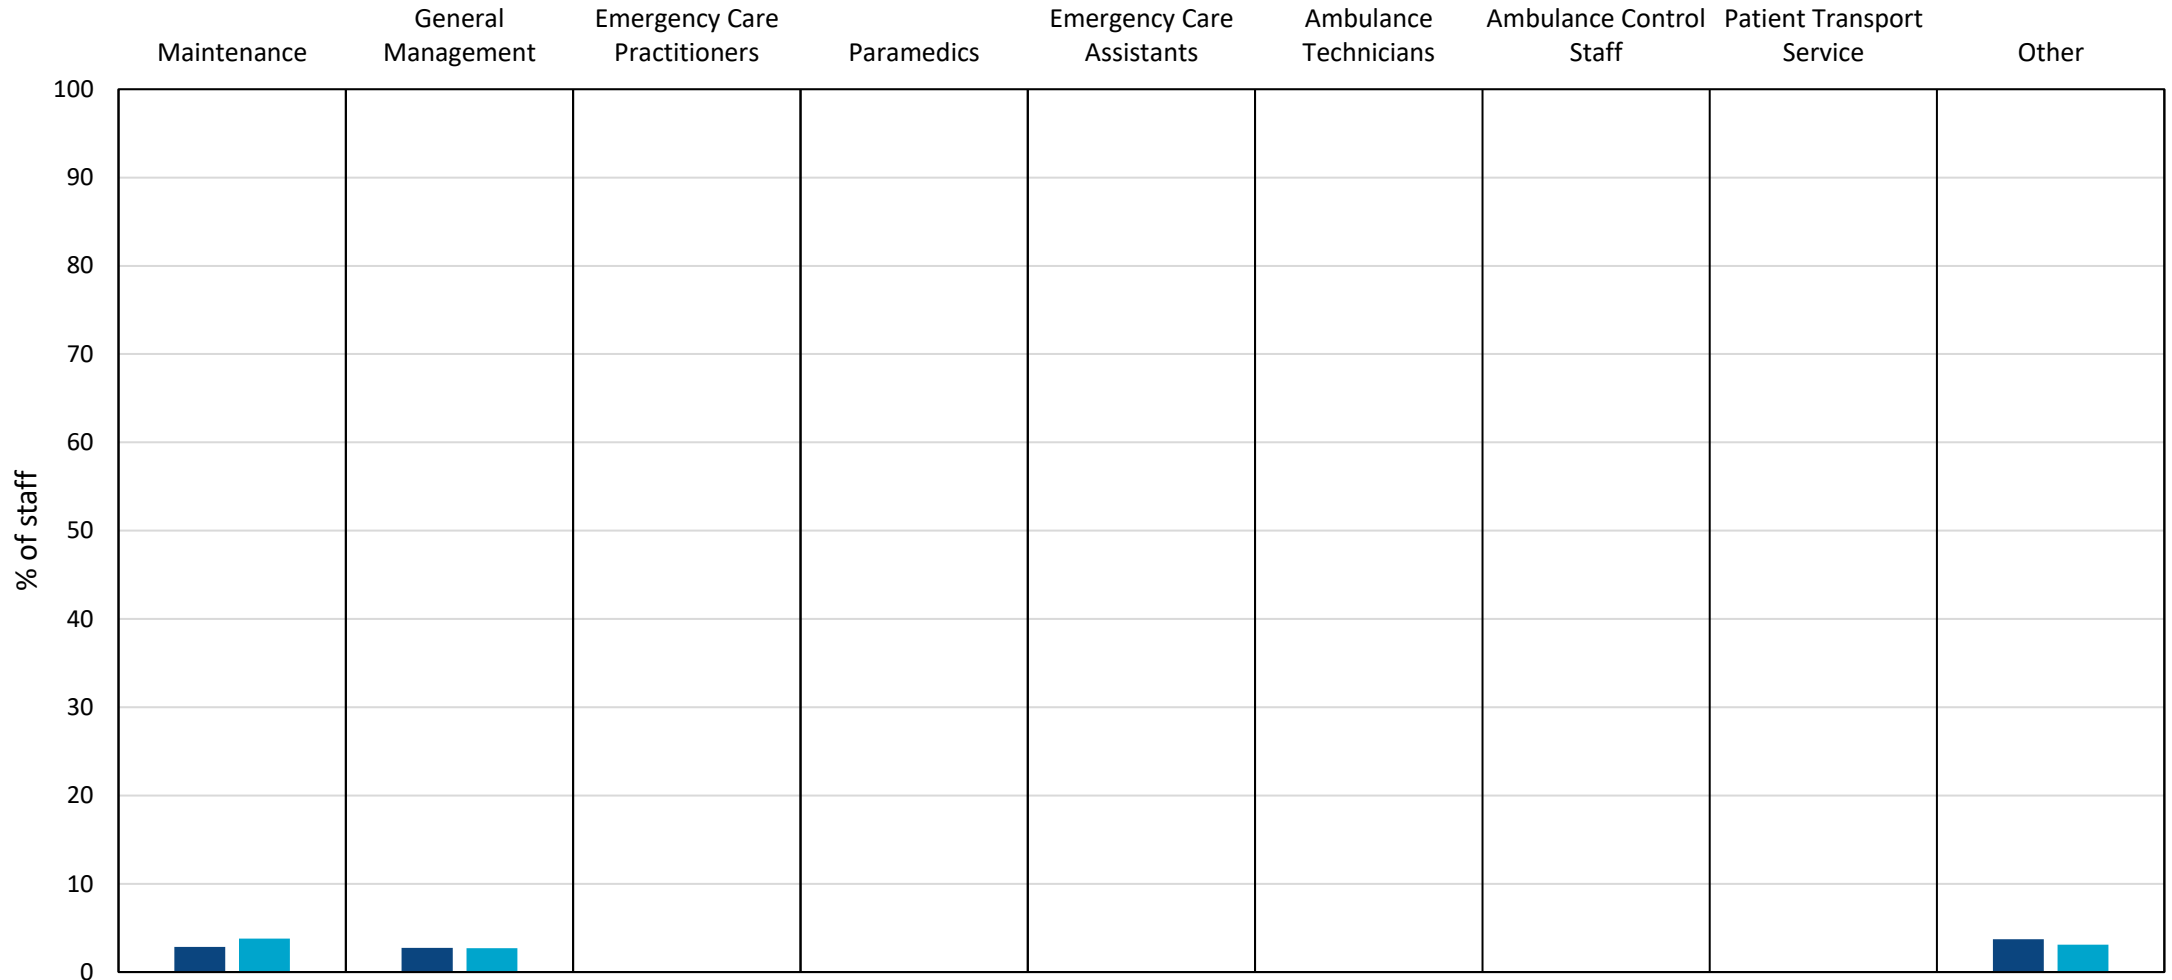 Maintenance
General
Management
Emergency Care
Practitioners
Paramedics
Emergency Care
Assistants
Ambulance
Technicians
Ambulance Control
Staff
Patient Transport
Service
Other
100
90
80
70
60
50
40
30
20
10
0
% of staff